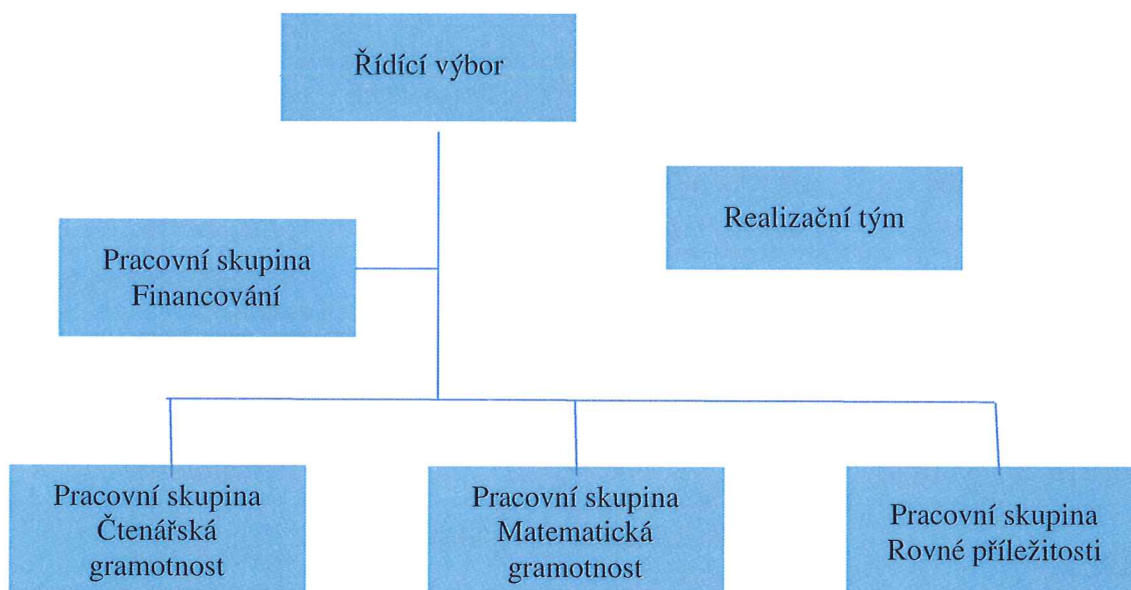 Řídící výbor
Realizační tým
Pracovní skupina
Financování
Pracovní skupina
Čtenářská
gramotnost
Pracovní skupina
Matematická
gramotnost
Pracovní skupina
Rovné příležitosti